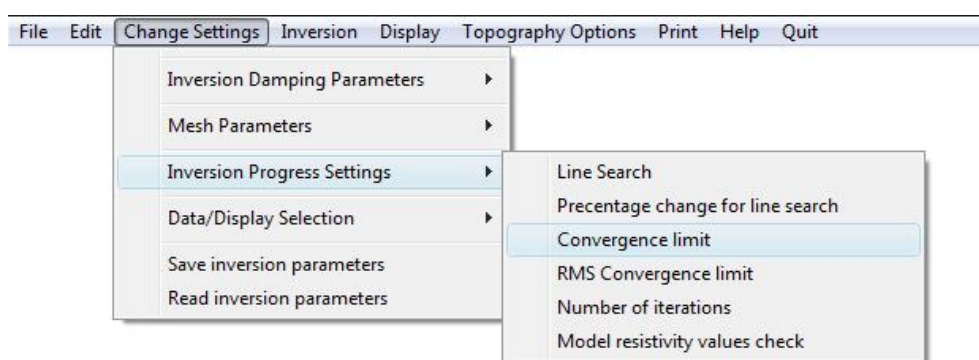 File Edit Change Settings Inversion Display Topography Options Print Help Quit
Inversion Damping Parameters
Mesh Parameters
Inversion Progress Settings
Data/Display Selection
Save inversion parameters
Read inversion parameters
Line Search
Precentage change for line search
Convergence limit
RMS Convergence limit
Number of iterations
Model resistivity values check